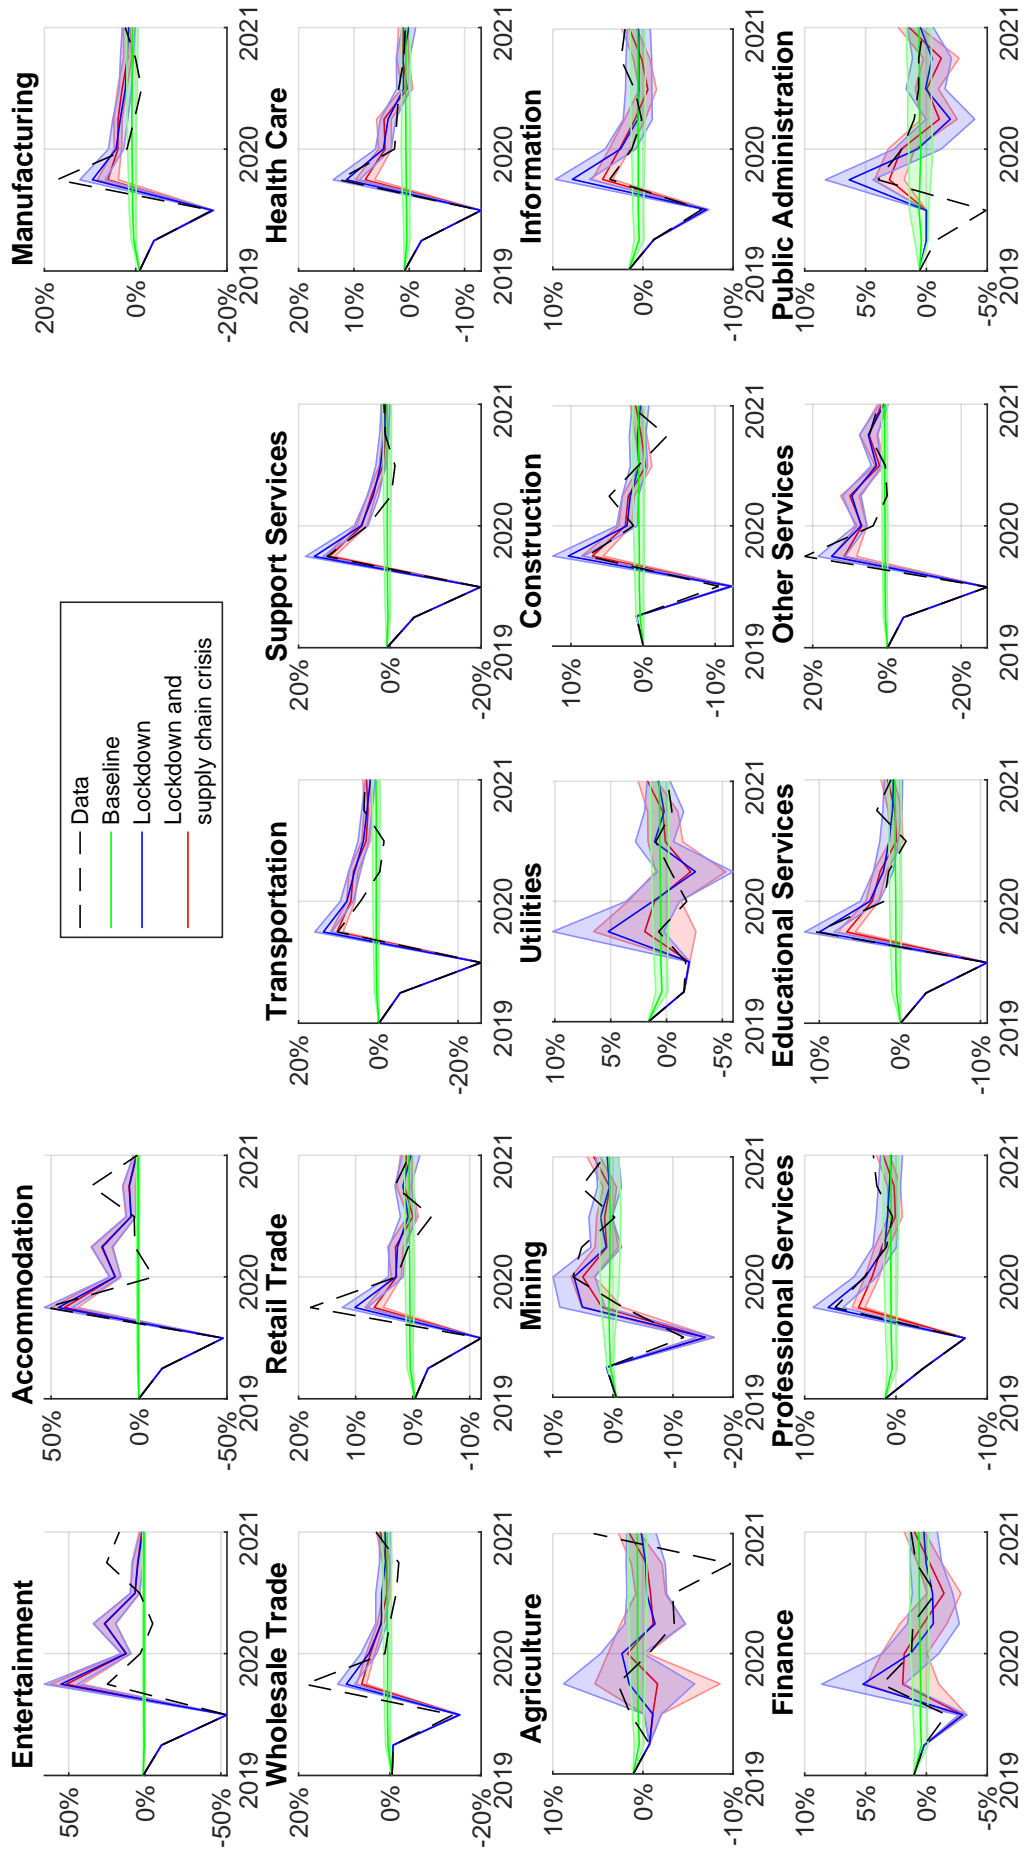 Entertainment
50%
0%
-50%
2019 2020 2021
Accommodation
50%
0%
-50%
2019 2020 2021
Data
Baseline
Lockdown
Lockdown and
supply chain crisis
Manufacturing
20%
0%
-20%
2019 2020 2021
Wholesale Trade
20%
0%
-20%
2019 2020 2021
Retail Trade
20%
10%
0%
-10%
2019 2020 2021
Transportation
20%
0%
-20%
2019 2020 2021
Support Services
20%
0%
-20%
2019 2020 2021
Health Care
20%
10%
0%
-10%
2019 2020 2021
Agriculture
10%
0%
-10%
2019 2020 2021
Mining
10%
0%
-10%
-20%
2019 2020 2021
Utilities
10%
5%
0%
-5%
2019 2020 2021
Construction
10%
0%
-10%
2019 2020 2021
Information
10%
0%
-10%
2019 2020 2021
Finance
10%
5%
0%
-5%
2019 2020 2021
Professional Services
10%
0%
-10%
2019 2020 2021
Educational Services
10%
0%
-10%
2019 2020 2021
Other Services
20%
0%
-20%
2019 2020 2021
Public Administration
10%
5%
0%
-5%
2019 2020 2021